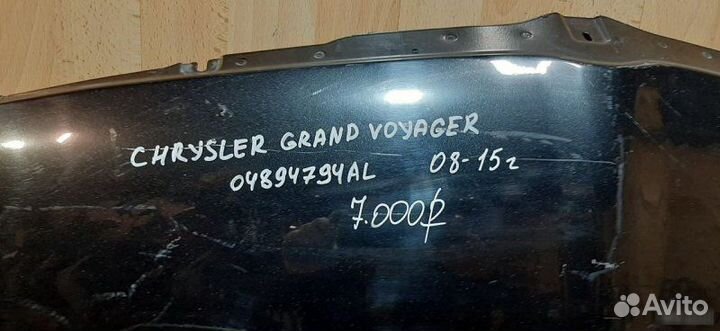 CHRYSLER GRAND VOYAGER
04894794AL 08-15г
7.000₽
Avito